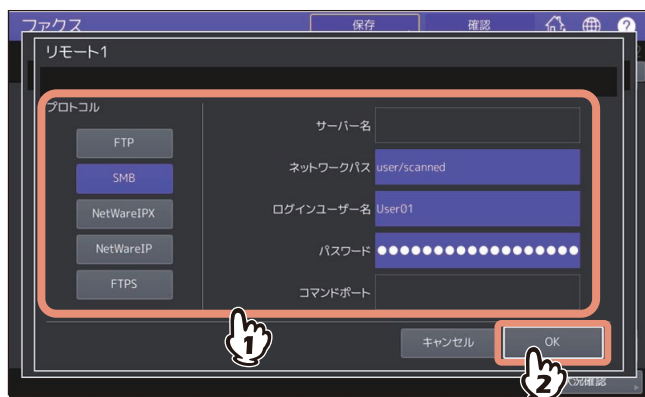 ファクス
保存
確認
?
リモート1
プロトコル
FTP
SMB
NetWareIPX
NetWareIP
FTPS
サーバー名
ネットワークパス user/scanned
ログインユーザー名 User01
パスワード ●●●●●●●●●●●●●●●●●●
コマンドポート
キャンセル
OK
1
2
況確認